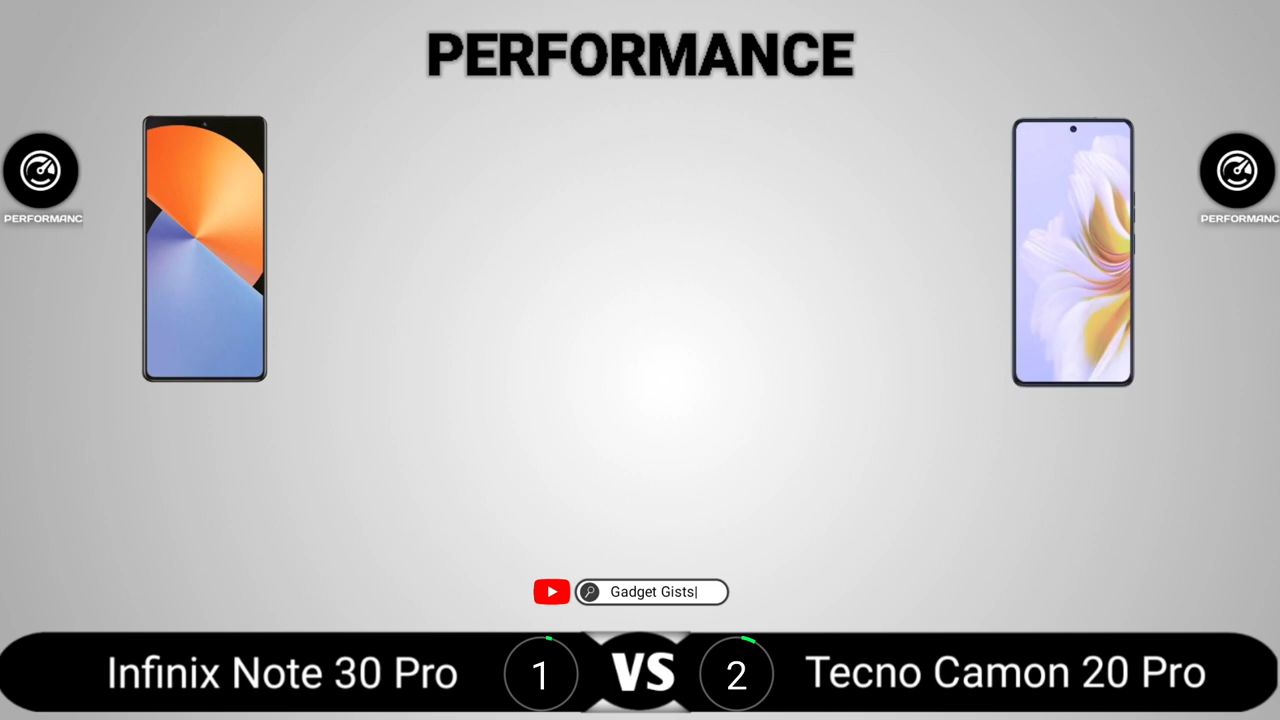 PERFORMANCE
PERFORMANC
PERFORMANC
Gadget Gists|
Infinix Note 30 Pro
1
VS
2
Tecno Camon 20 Pro